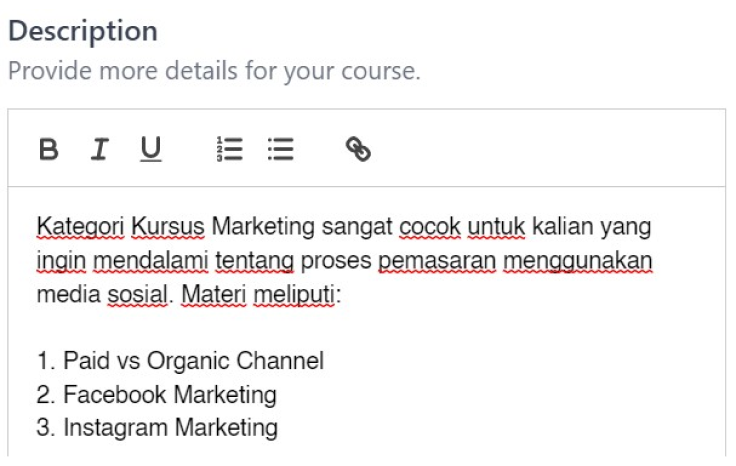 Description
Provide more details for your course.
B I U
Kategori Kursus Marketing sangat cocok untuk kalian yang
ingin mendalami tentang proses pemasaran menggunakan
media sosial. Materi meliputi:
1. Paid vs Organic Channel
2. Facebook Marketing
3. Instagram Marketing